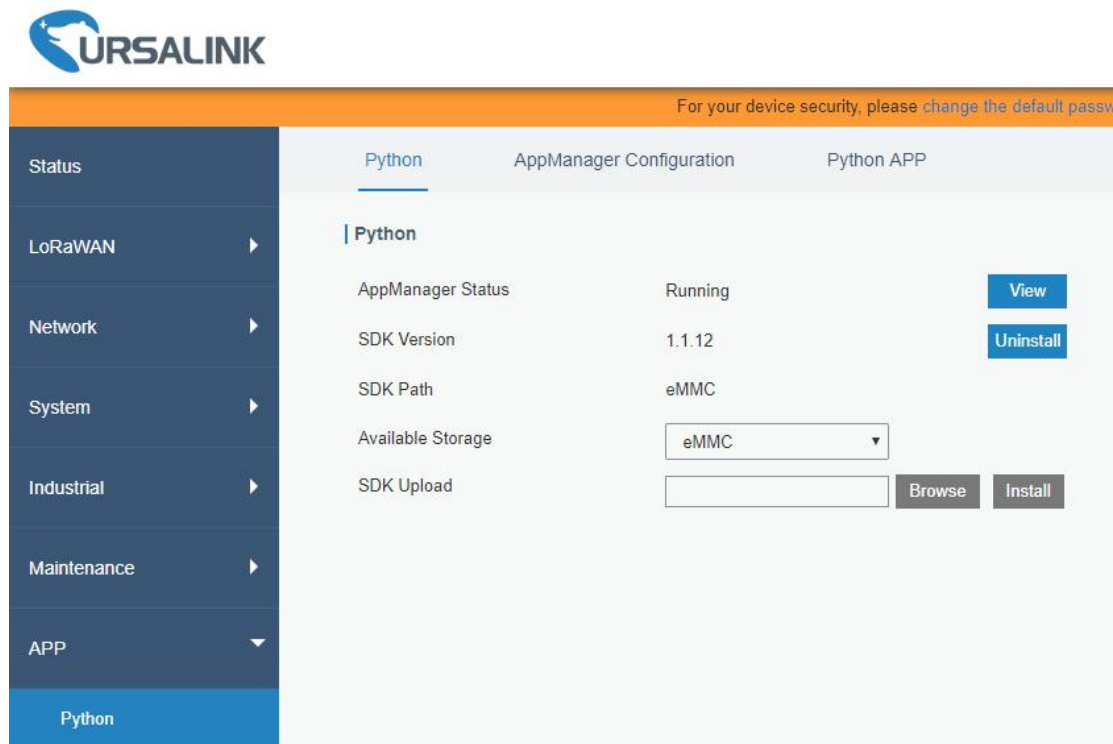 URSALINK
For your device security, please change the default
Status
Python AppManager Configuration Python APP
LoRaWAN
Python
AppManager Status Running View
Network
SDK Version 1.1.12 Uninstall
SDK Path eMMC
System
Available Storage eMMC
Industrial
SDK Upload Browse Install
Maintenance
APP
Python